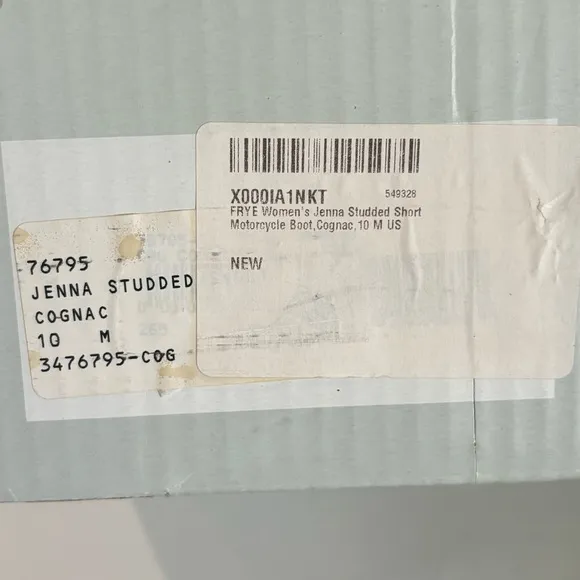 X000IA1NKT 549328
FRYE Women's Jenna Studded Short
Motorcycle Boot,Cognac,10 M US
NEW
76795
JENNA STUDDED
COGNAC
10 M
3476795-COG